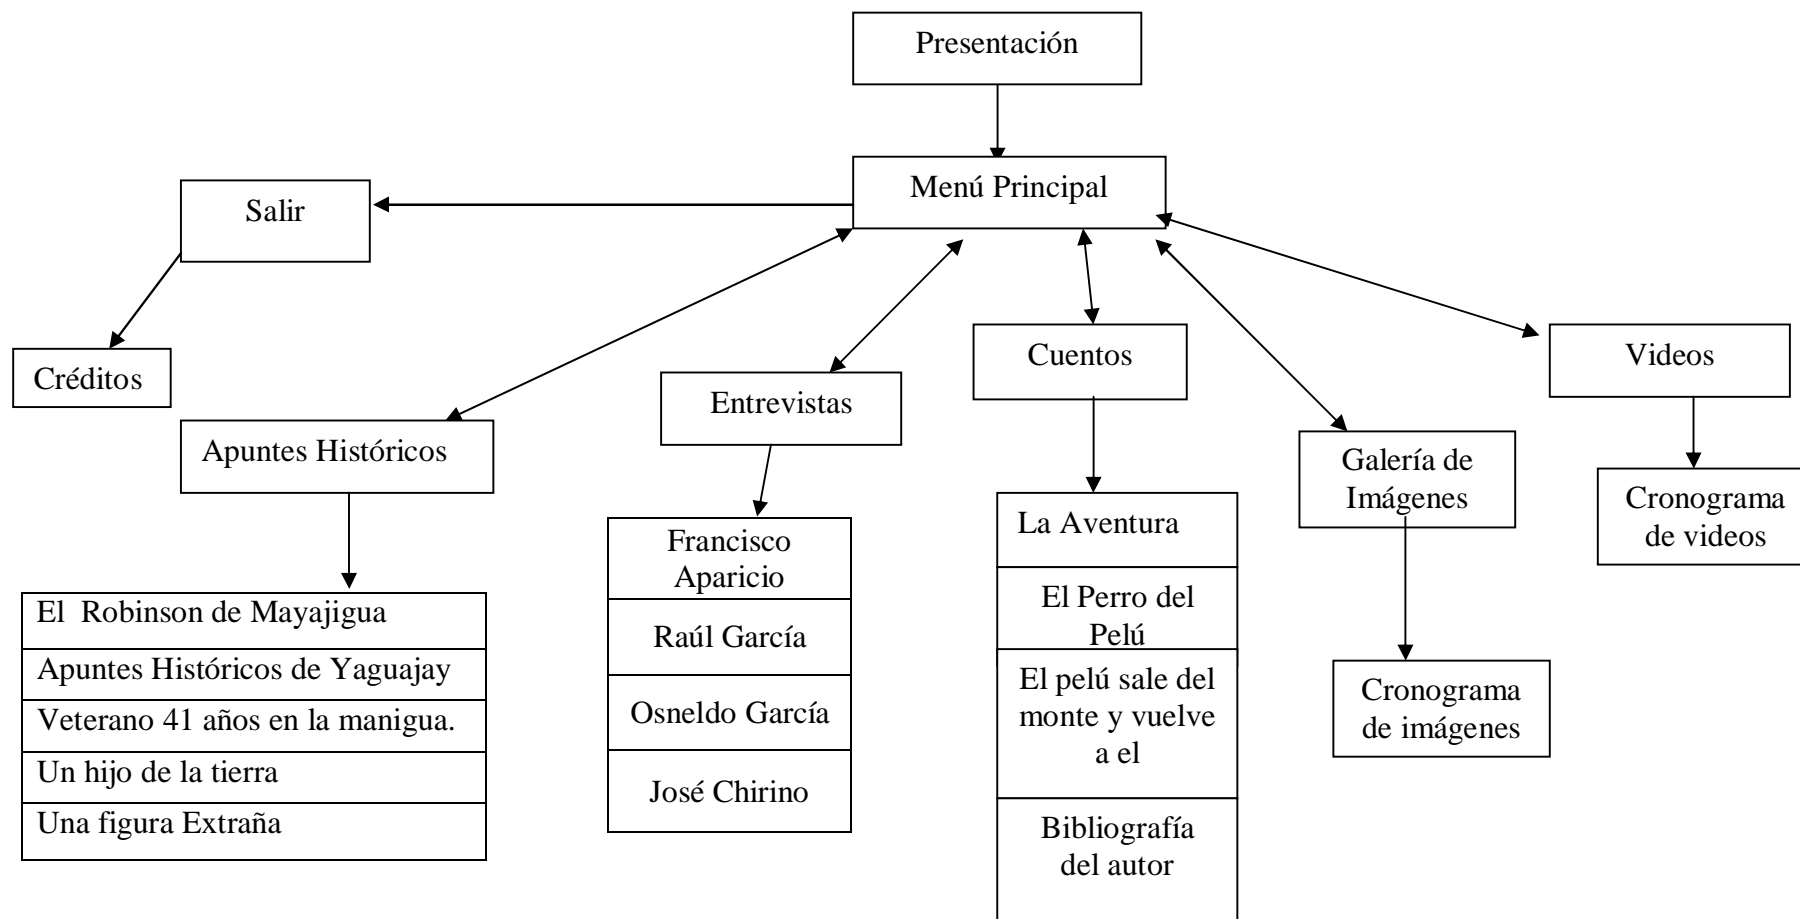 Presentación
Menú Principal
Salir
Créditos
Apuntes Históricos
El Robinson de Mayajigua
Apuntes Históricos de Yaguajay
Veterano 41 años en la manigua.
Un hijo de la tierra
Una figura Extraña
Entrevistas
Francisco
Aparicio
Raúl García
Osneldo García
José Chirino
Cuentos
La Aventura
El Perro del
Pelú
El pelú sale del
monte y vuelve
a el
Bibliografía
del autor
Galería de
Imágenes
Cronograma
de imágenes
Videos
Cronograma
de videos